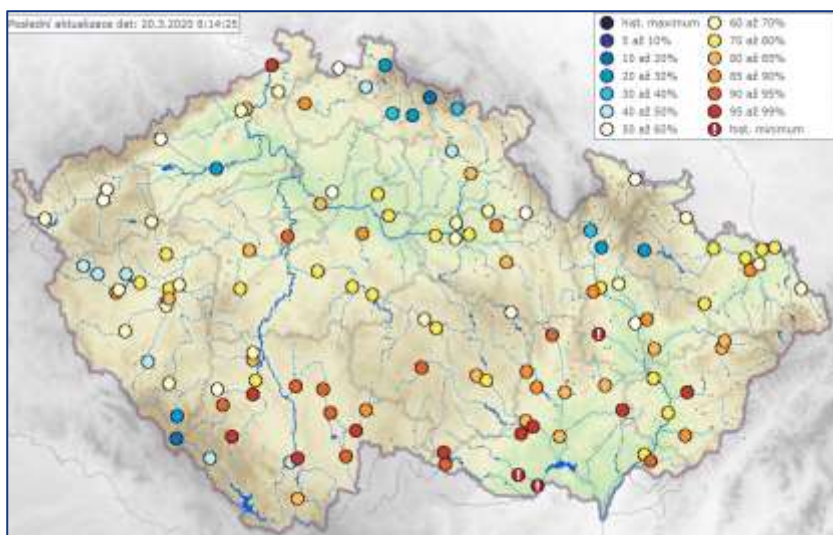 Poslední aktualizace dat: 20.3.2020 8:14:25
hist. maximum
5 až 10%
10 až 20%
20 až 30%
30 až 40%
40 až 50%
50 až 60%
60 až 70%
70 až 80%
80 až 85%
85 až 90%
90 až 95%
95 až 99%
hist. minimum